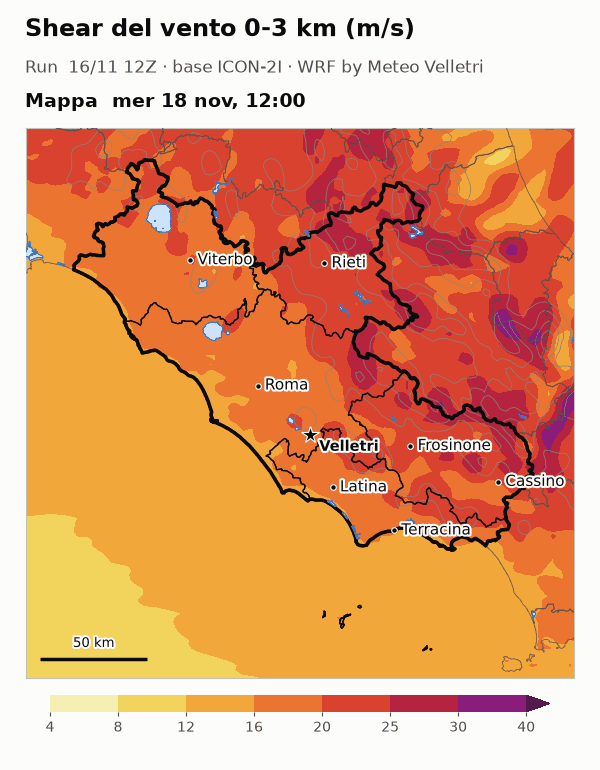 Shear del vento 0-3 km (m/s)
Run  16/11 12Z · base ICON-2I · WRF by Meteo Velletri
Mappa  mer 18 nov, 12:00
Viterbo
Rieti
Roma
Velletri
Frosinone
Cassino
Latina
Terracina
50 km
4 8 12 16 20 25 30 40